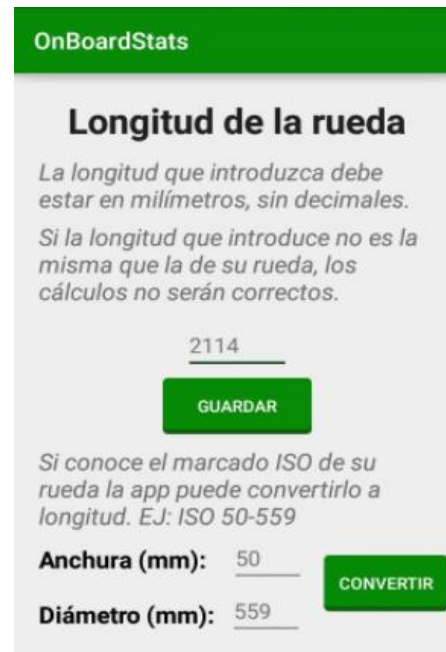 OnBoardStats
Longitud de la rueda
La longitud que introduzca debe
estar en milímetros, sin decimales.
Si la longitud que introduce no es la
misma que la de su rueda, los
cálculos no serán correctos.
2114
GUARDAR
Si conoce el marcado ISO de su
rueda la app puede convertirlo a
longitud. EJ: ISO 50-559
Anchura (mm): 50
CONVERTIR
Diámetro (mm): 559